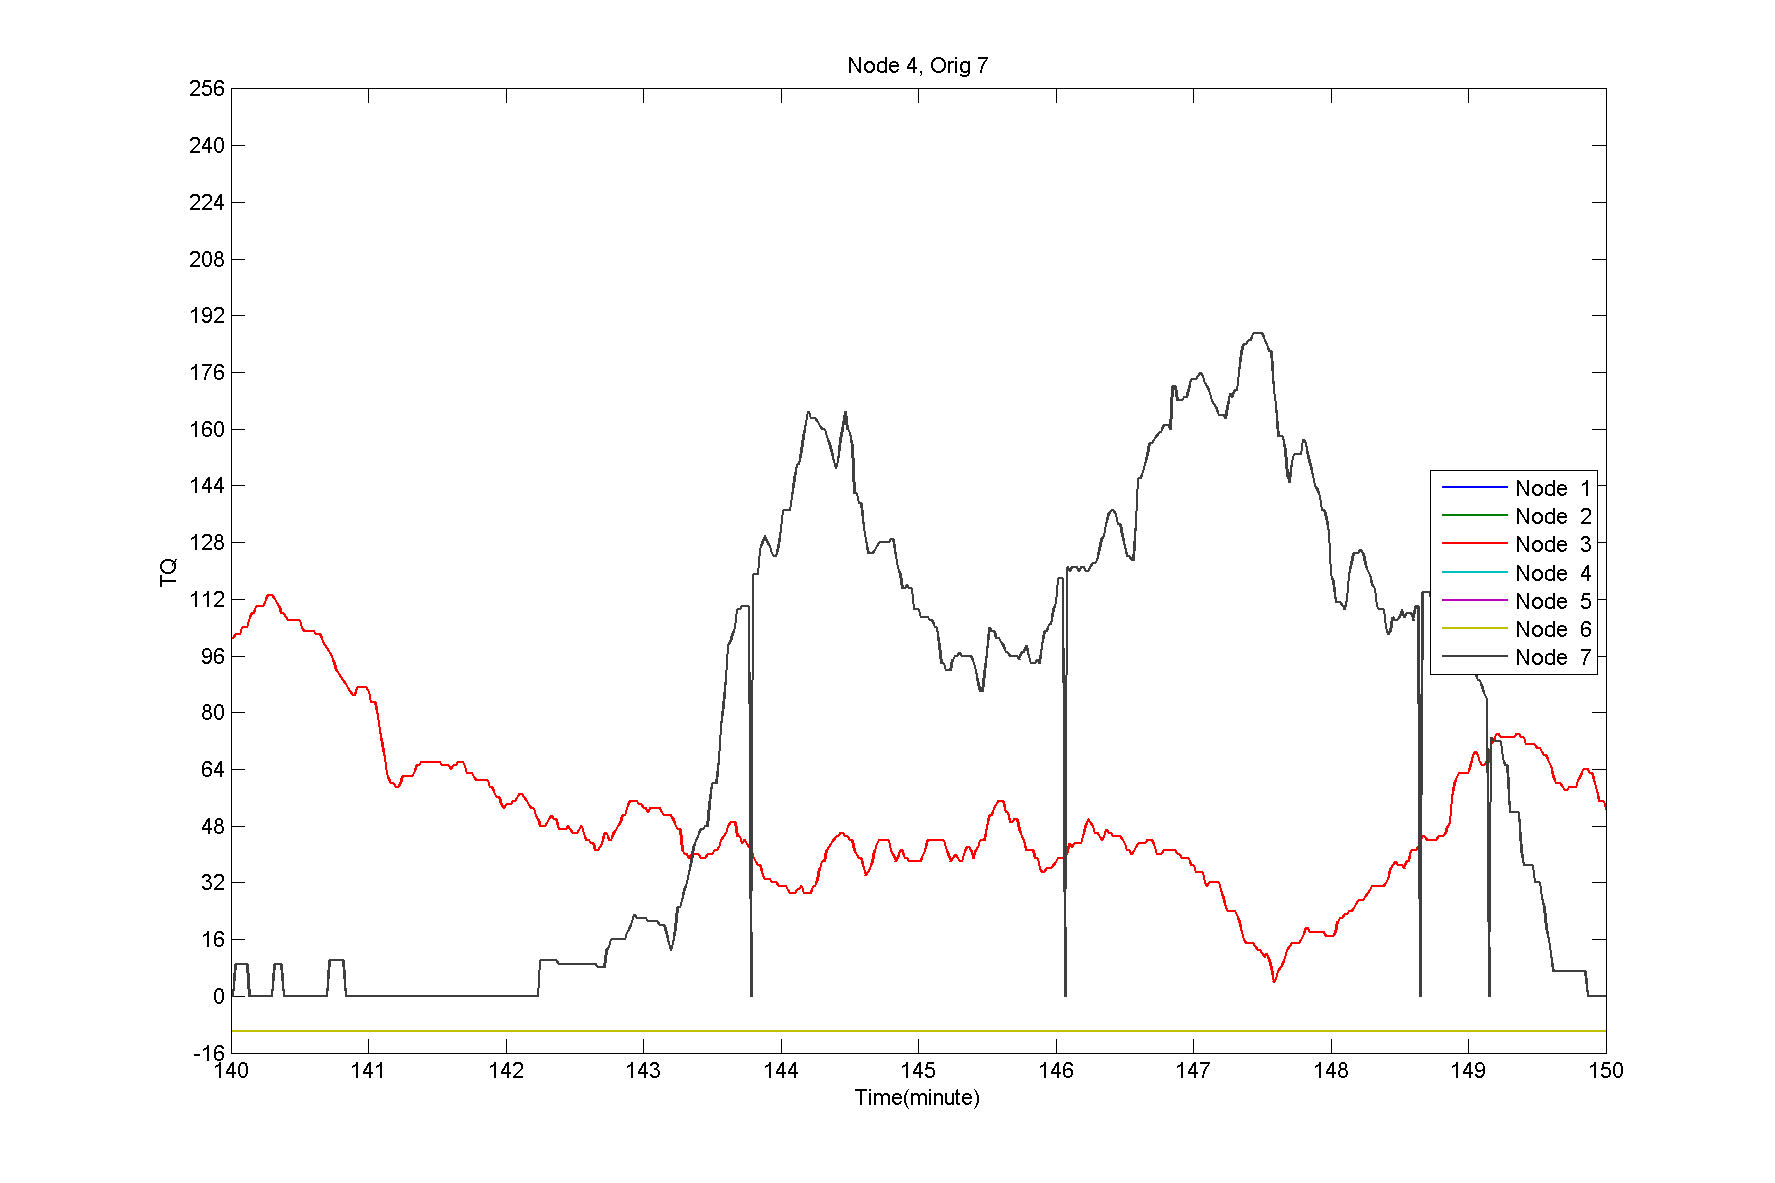 Node 4, Orig 7
256
240
224
208
192
176
160
144
128
112
96
80
64
48
32
16
0
-16
TQ
Node 1
Node 2
Node 3
Node 4
Node 5
Node 6
Node 7
140 141 142 143 144 145 146 147 148 149 150
Time(minute)